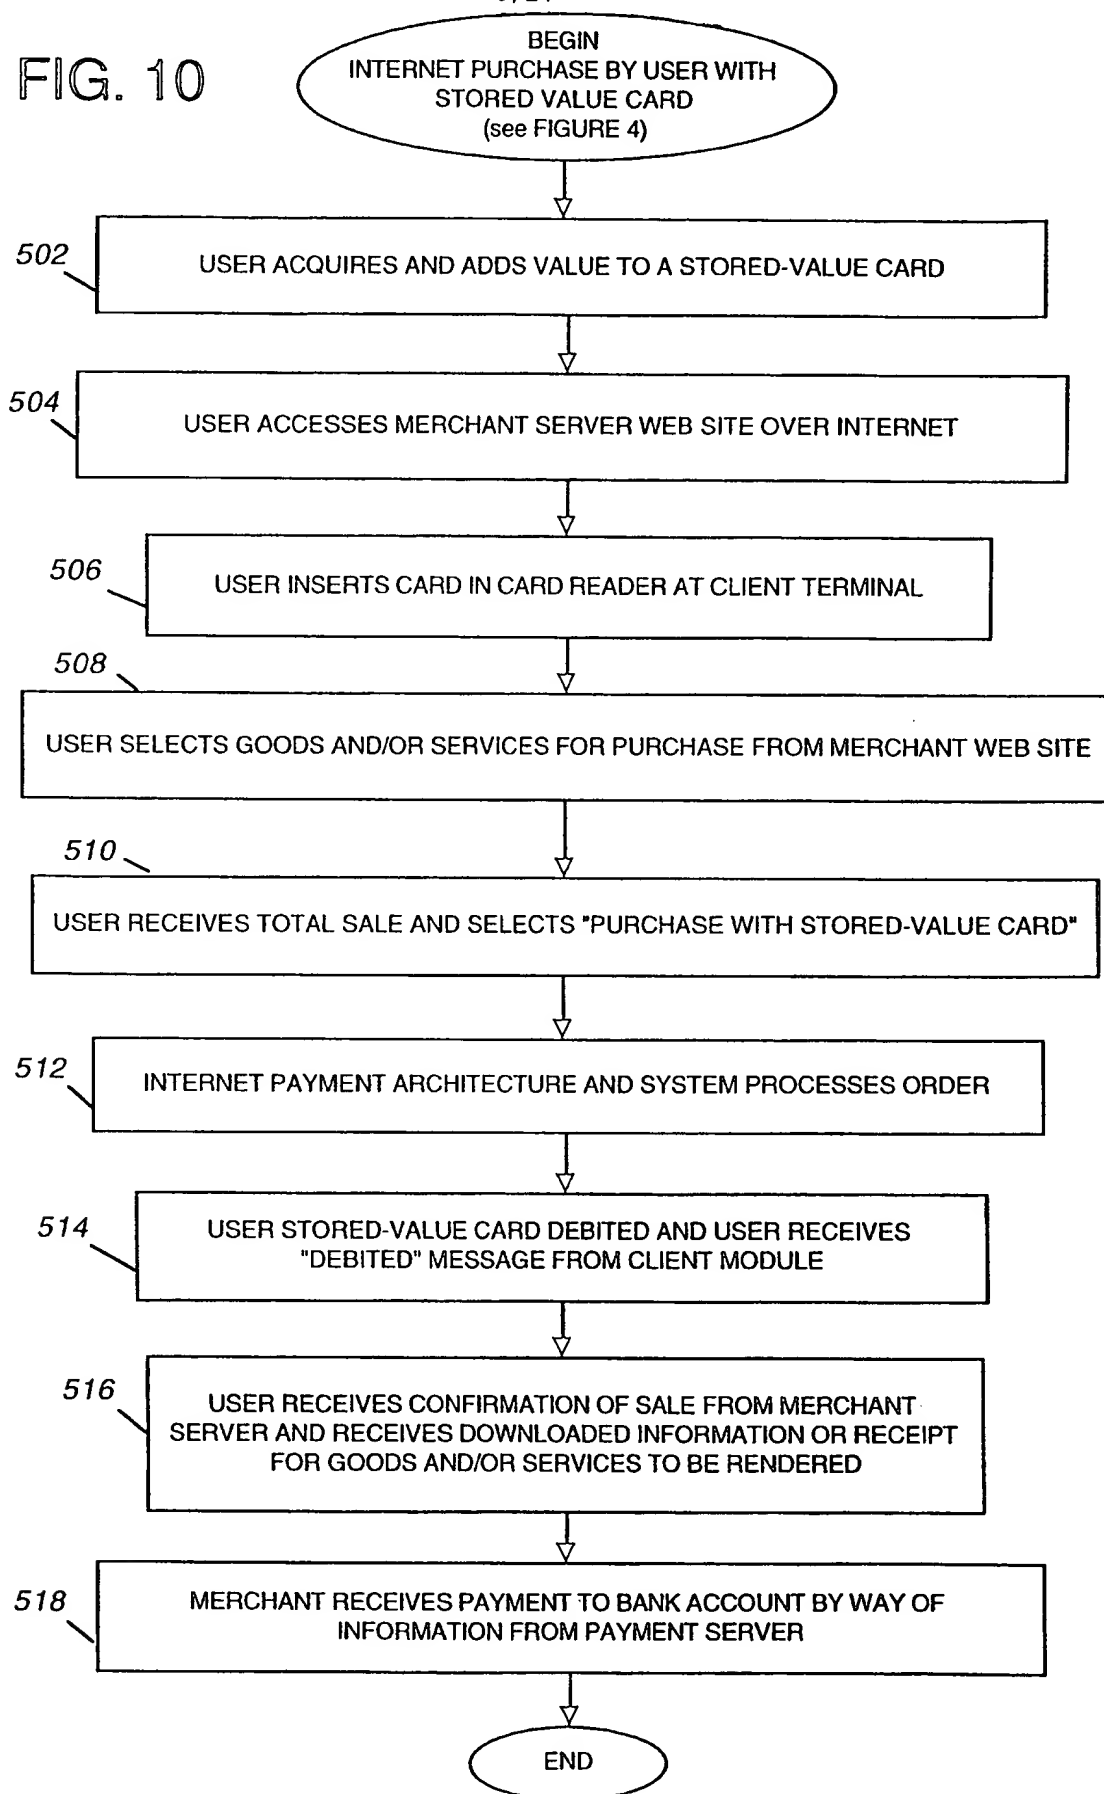 FIG. 10
BEGIN
INTERNET PURCHASE BY USER WITH
STORED VALUE CARD
(see FIGURE 4)
502
USER ACQUIRES AND ADDS VALUE TO A STORED-VALUE CARD
504
USER ACCESSES MERCHANT SERVER WEB SITE OVER INTERNET
506
USER INSERTS CARD IN CARD READER AT CLIENT TERMINAL
508
USER SELECTS GOODS AND/OR SERVICES FOR PURCHASE FROM MERCHANT WEB SITE
510
USER RECEIVES TOTAL SALE AND SELECTS "PURCHASE WITH STORED-VALUE CARD"
512
INTERNET PAYMENT ARCHITECTURE AND SYSTEM PROCESSES ORDER
514
USER STORED-VALUE CARD DEBITED AND USER RECEIVES
"DEBITED" MESSAGE FROM CLIENT MODULE
516
USER RECEIVES CONFIRMATION OF SALE FROM MERCHANT
SERVER AND RECEIVES DOWNLOADED INFORMATION OR RECEIPT
FOR GOODS AND/OR SERVICES TO BE RENDERED
518
MERCHANT RECEIVES PAYMENT TO BANK ACCOUNT BY WAY OF
INFORMATION FROM PAYMENT SERVER
END